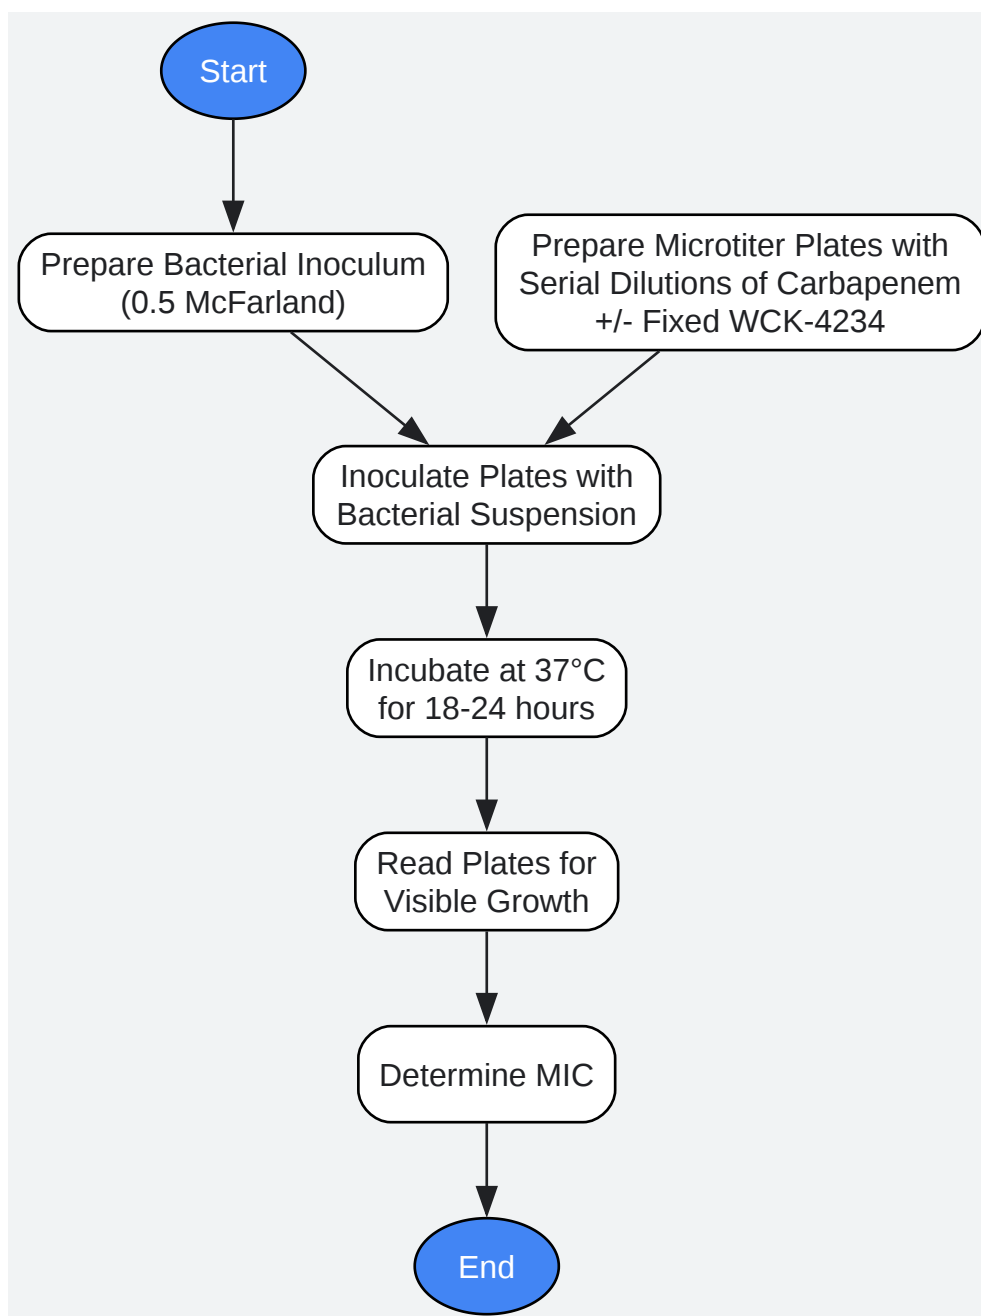 Start
Prepare Bacterial Inoculum
(0.5 McFarland)
Prepare Microtiter Plates with
Serial Dilutions of Carbapenem
+/- Fixed WCK-4234
Inoculate Plates with
Bacterial Suspension
Incubate at 37°C
for 18-24 hours
Read Plates for
Visible Growth
Determine MIC
End